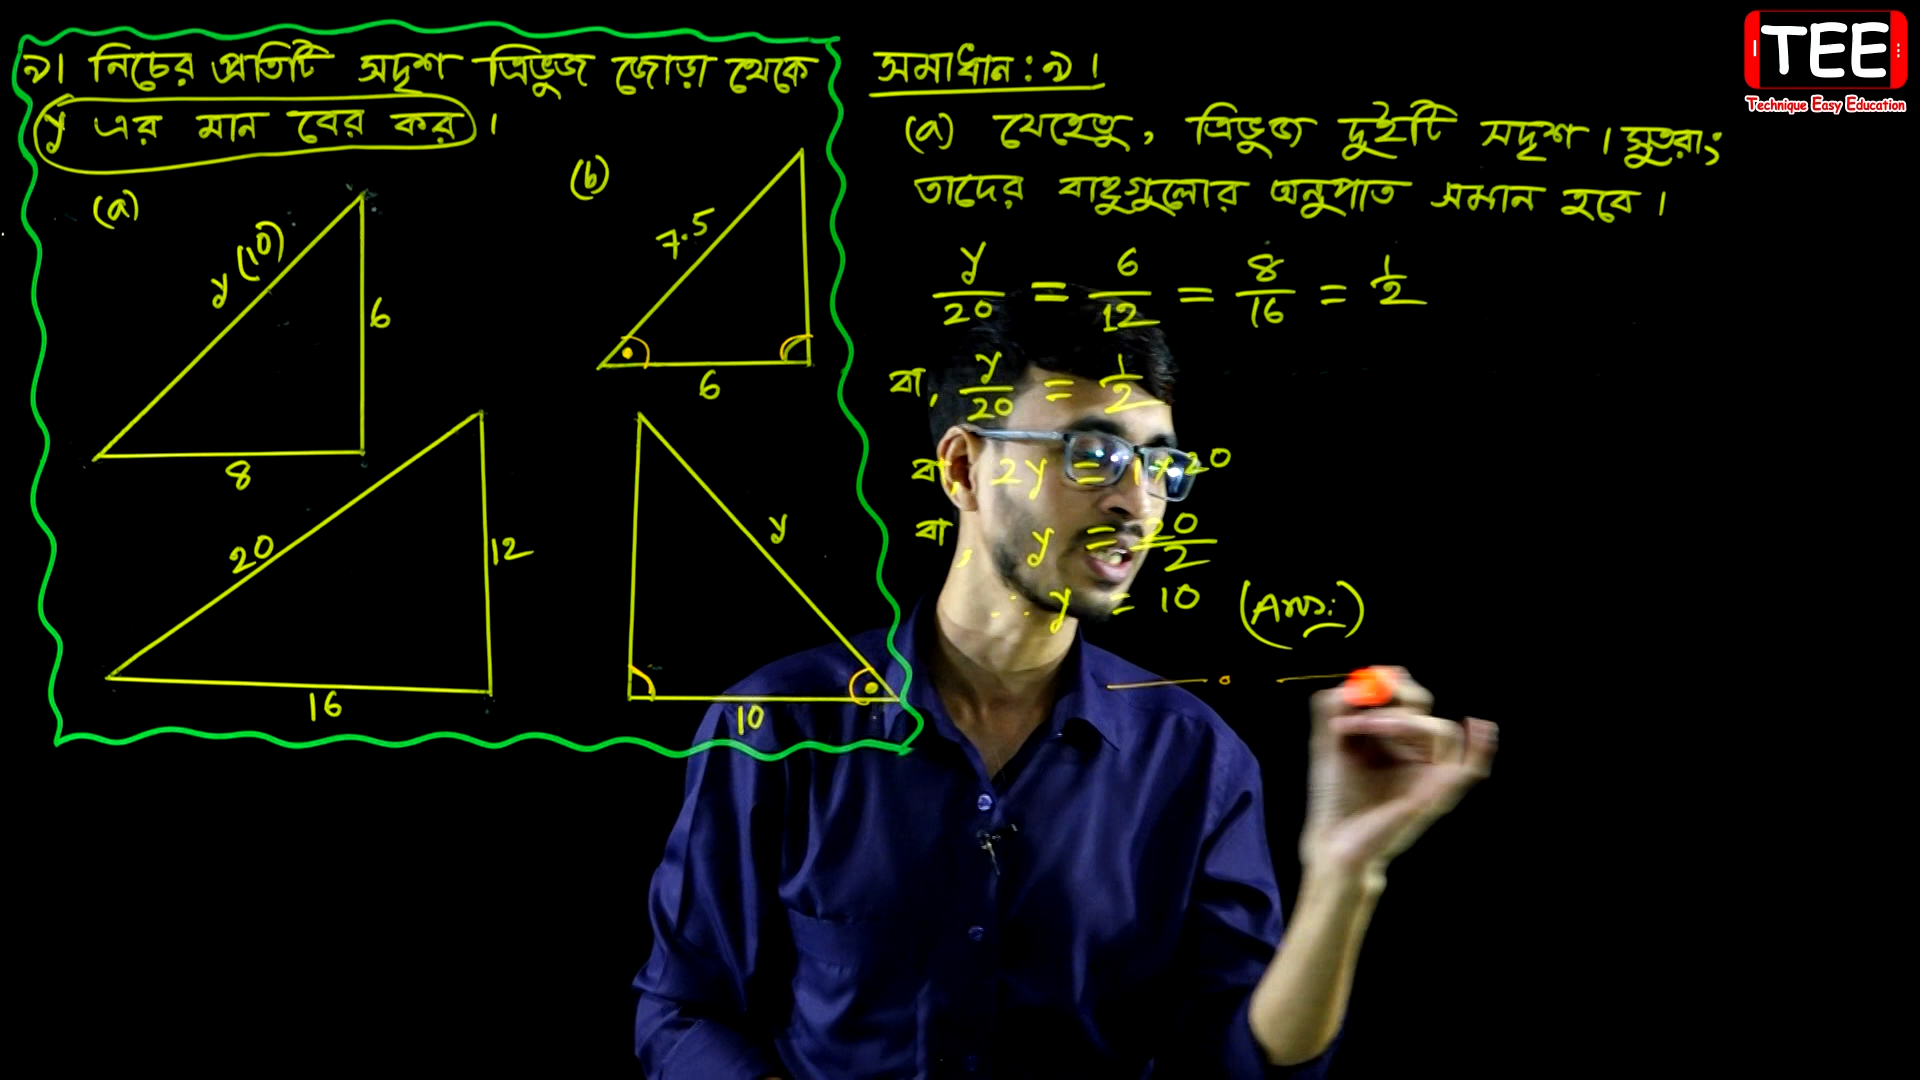 ৯। নিচের প্রতিটি সদৃশ ত্রিভুজ জোড়া থেকে
y এর মান বের কর।
(a)
y (10)
6
8
20
12
16
(b)
7.5
6
y
10
সমাধান: ৯।
(a) যেহেতু, ত্রিভুজ দুইটি সদৃশ। সুতরাং
তাদের বাহুগুলোর অনুপাত সমান হবে।
y/20 = 6/12 = 8/16 = 1/2
বা, y/20 = 1/2
বা, 2y = 1×20
বা, y = 20/2
∴ y = 10 (Ans:)
TEE
Technique Easy Education